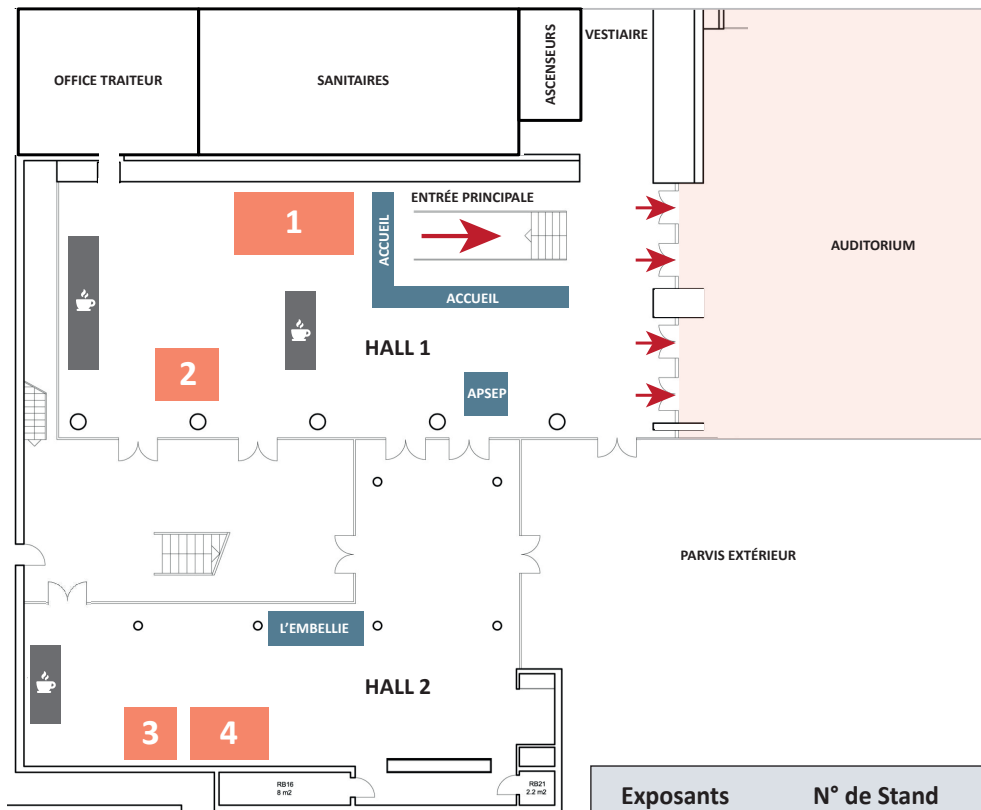 OFFICE TRAITEUR
SANITAIRES
ASCENSEURS
VESTIAIRE
ENTRÉE PRINCIPALE
1
ACCUEIL
ACCUEIL
AUDITORIUM
HALL 1
2
APSEP
PARVIS EXTÉRIEUR
L'EMBELLIE
HALL 2
3
4
RB16
8 m2
RB21
2.2 m2
Exposants N° de Stand